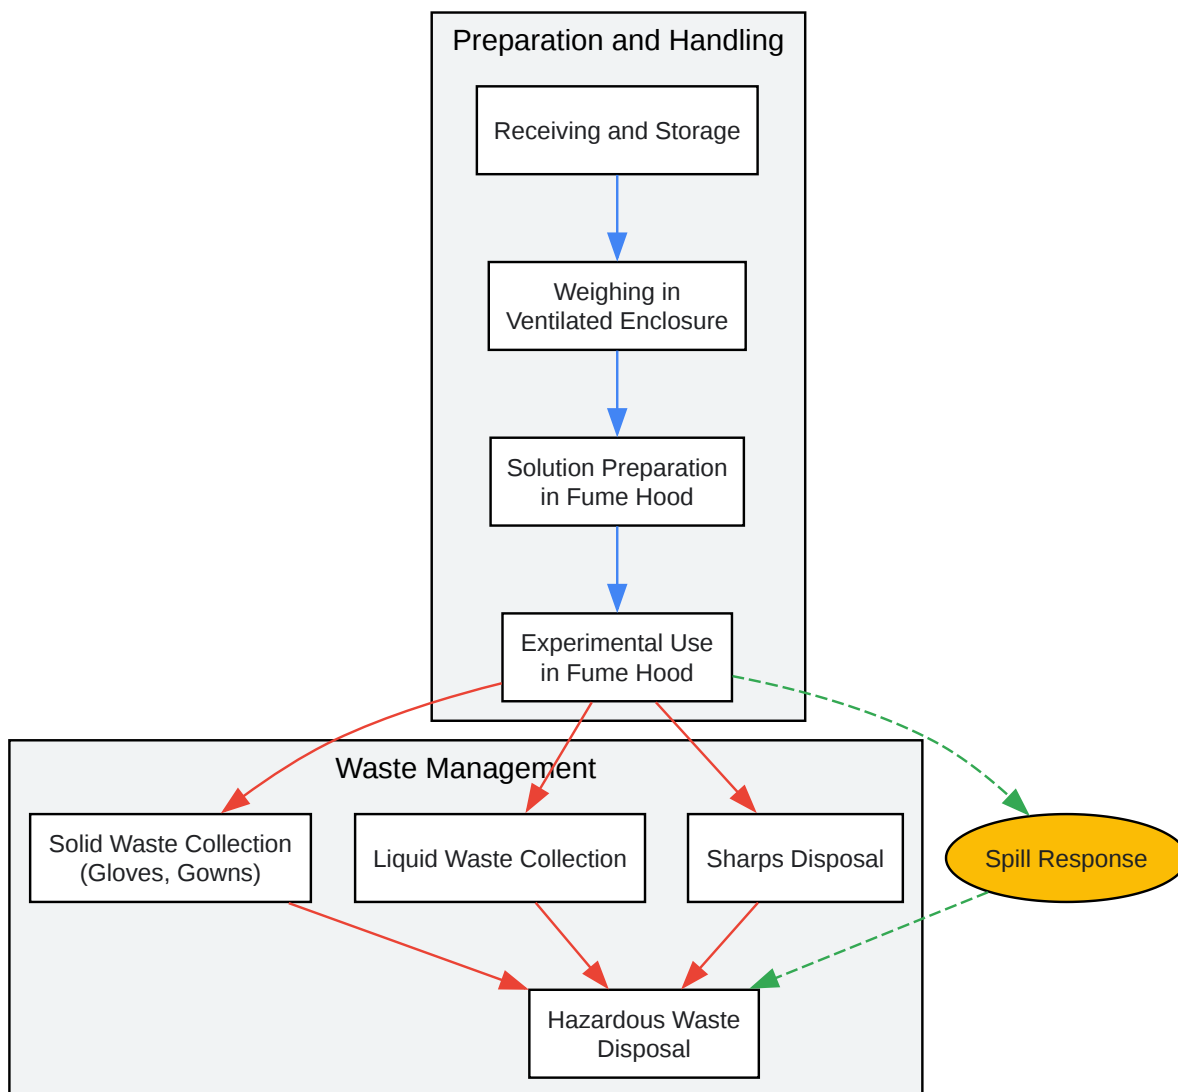 Preparation and Handling
Receiving and Storage
Weighing in
Ventilated Enclosure
Solution Preparation
in Fume Hood
Experimental Use
in Fume Hood
Waste Management
Solid Waste Collection
(Gloves, Gowns)
Liquid Waste Collection
Sharps Disposal
Spill Response
Hazardous Waste
Disposal